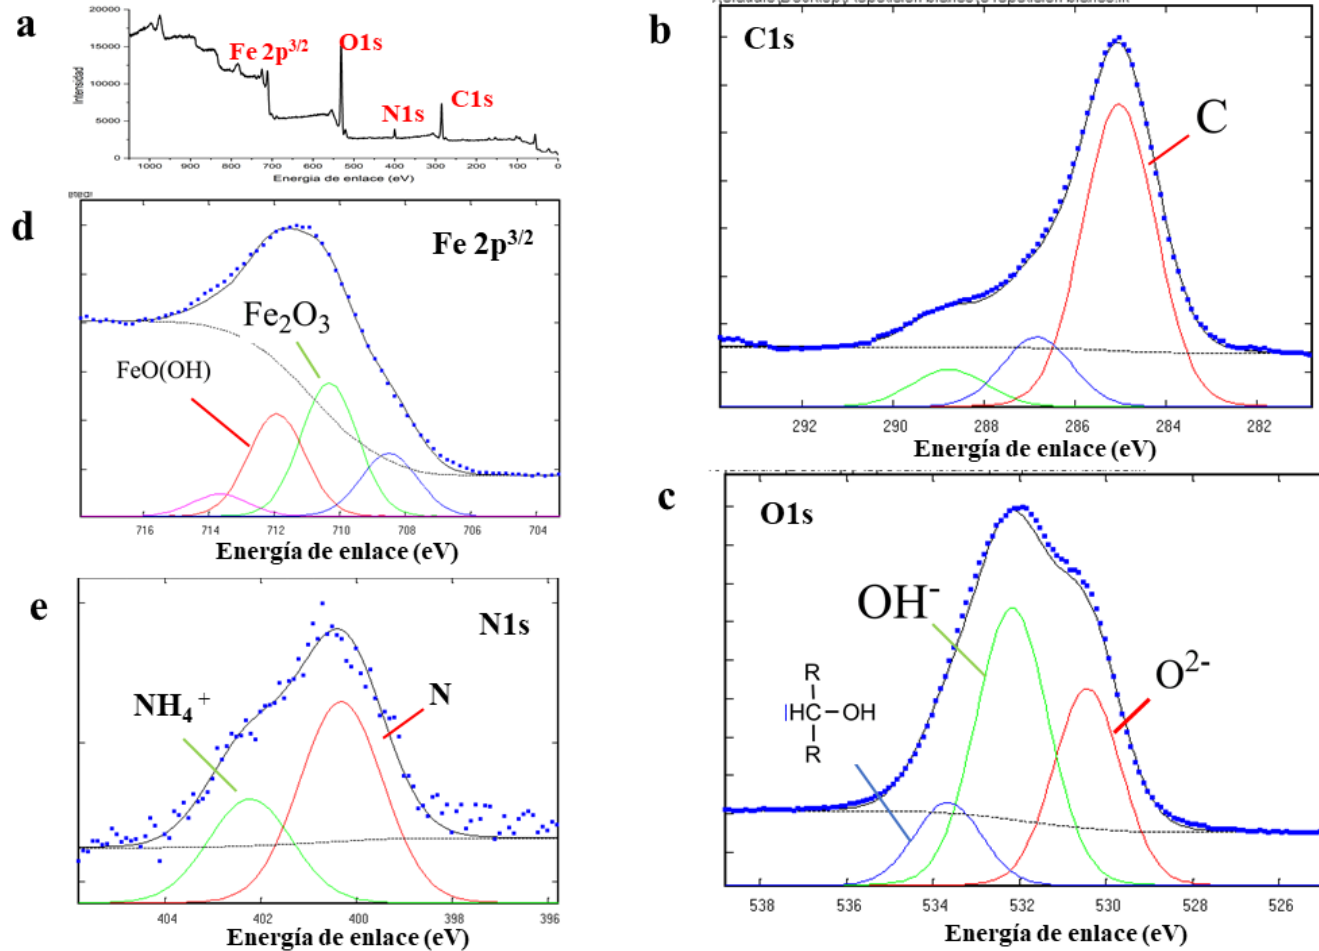 a
20000
15000
10000
5000
0
Intensidad
Fe 2p3/2
O1s
N1s
C1s
1000 900 800 700 600 500 400 300 200 100 0
Energia de enlace (eV)
b
C1s
C
292 290 288 286 284 282
Energía de enlace (eV)
d
Fe 2p3/2
Fe2O3
FeO(OH)
716 714 712 710 708 706 704
Energía de enlace (eV)
c
O1s
OH-
O2-
R
HC—OH
R
538 536 534 532 530 528 526
Energía de enlace (eV)
e
N1s
NH4+
N
404 402 400 398 396
Energía de enlace (eV)